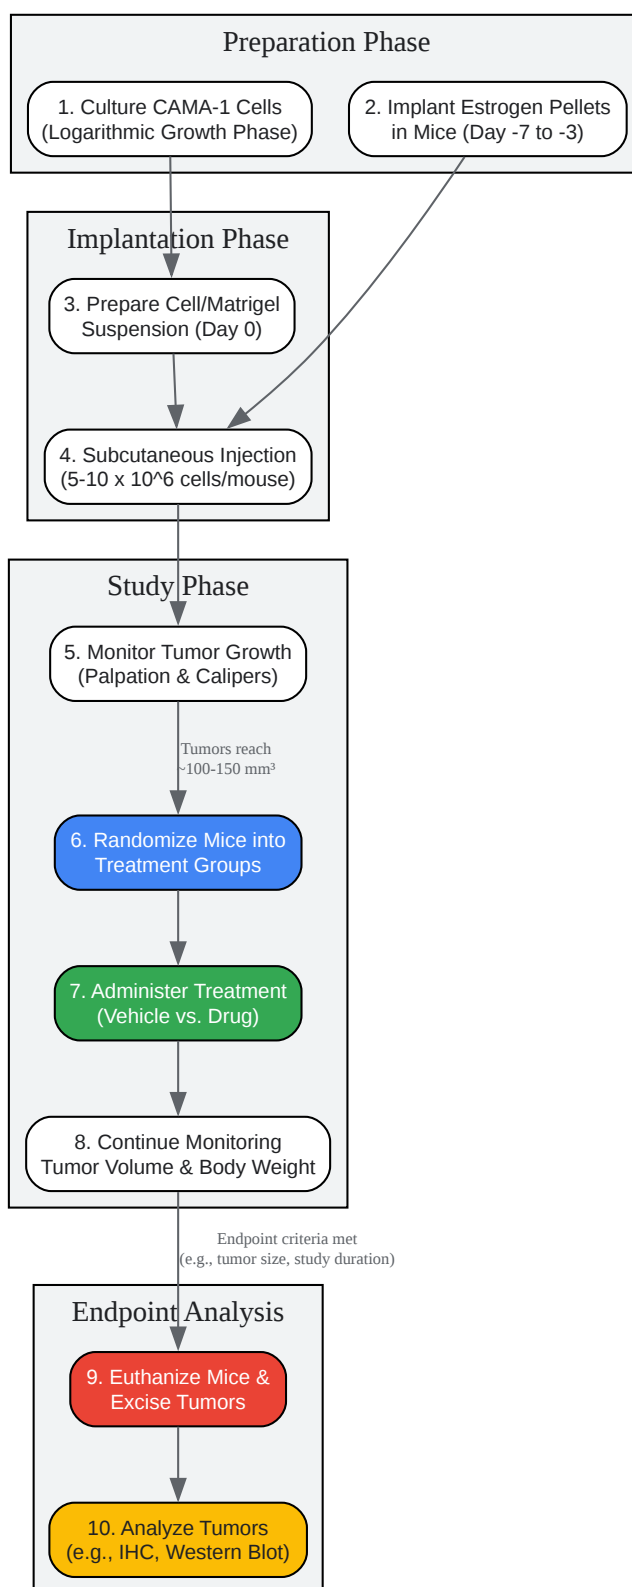 Preparation Phase
1. Culture CAMA-1 Cells
(Logarithmic Growth Phase)
2. Implant Estrogen Pellets
in Mice (Day -7 to -3)
Implantation Phase
3. Prepare Cell/Matrigel
Suspension (Day 0)
4. Subcutaneous Injection
(5-10 x 10^6 cells/mouse)
Study Phase
5. Monitor Tumor Growth
(Palpation & Calipers)
Tumors reach
~100-150 mm³
6. Randomize Mice into
Treatment Groups
7. Administer Treatment
(Vehicle vs. Drug)
8. Continue Monitoring
Tumor Volume & Body Weight
Endpoint criteria met
(e.g., tumor size, study duration)
Endpoint Analysis
9. Euthanize Mice &
Excise Tumors
10. Analyze Tumors
(e.g., IHC, Western Blot)